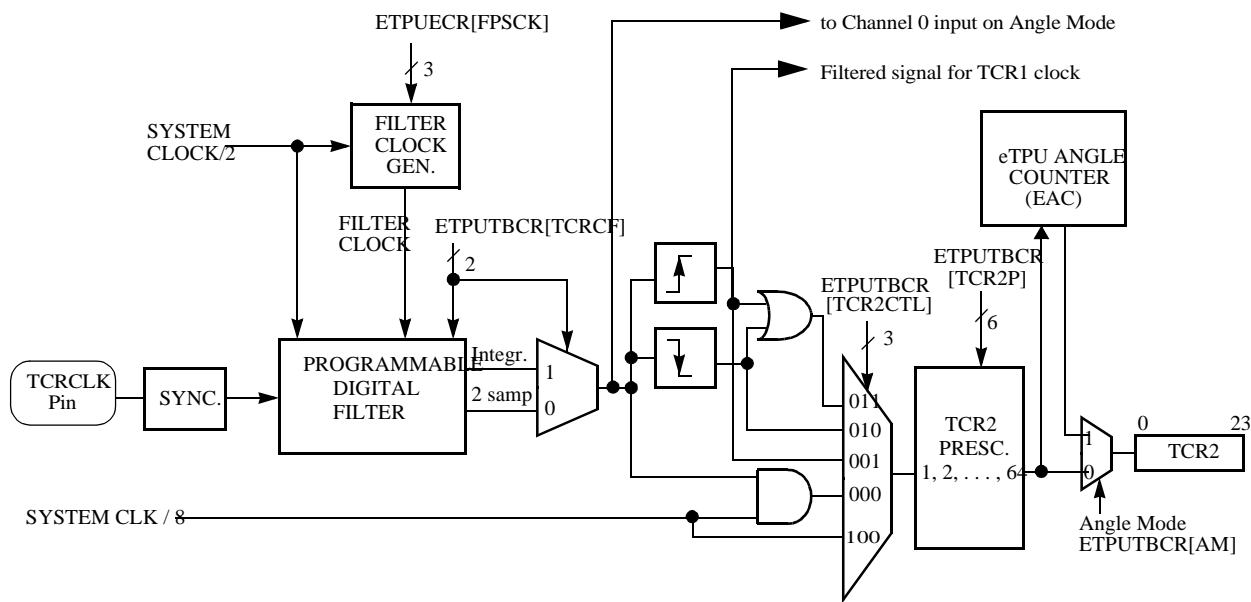 ETPUECR[FPSCK]
3
to Channel 0 input on Angle Mode
Filtered signal for TCR1 clock
SYSTEM
CLOCK/2
FILTER
CLOCK
GEN.
FILTER
CLOCK
ETPUTBCR[TCRCF]
2
eTPU ANGLE
COUNTER
(EAC)
ETPUTBCR
[TCR2CTL]
3
ETPUTBCR
[TCR2P]
6
TCRCLK
Pin
SYNC.
PROGRAMMABLE
DIGITAL
FILTER
Integr.
2 samp
1
0
011
010
001
000
100
TCR2
PRESC.
1, 2, . . . , 64
1
0
0
23
TCR2
SYSTEM CLK / 8
Angle Mode
ETPUTBCR[AM]